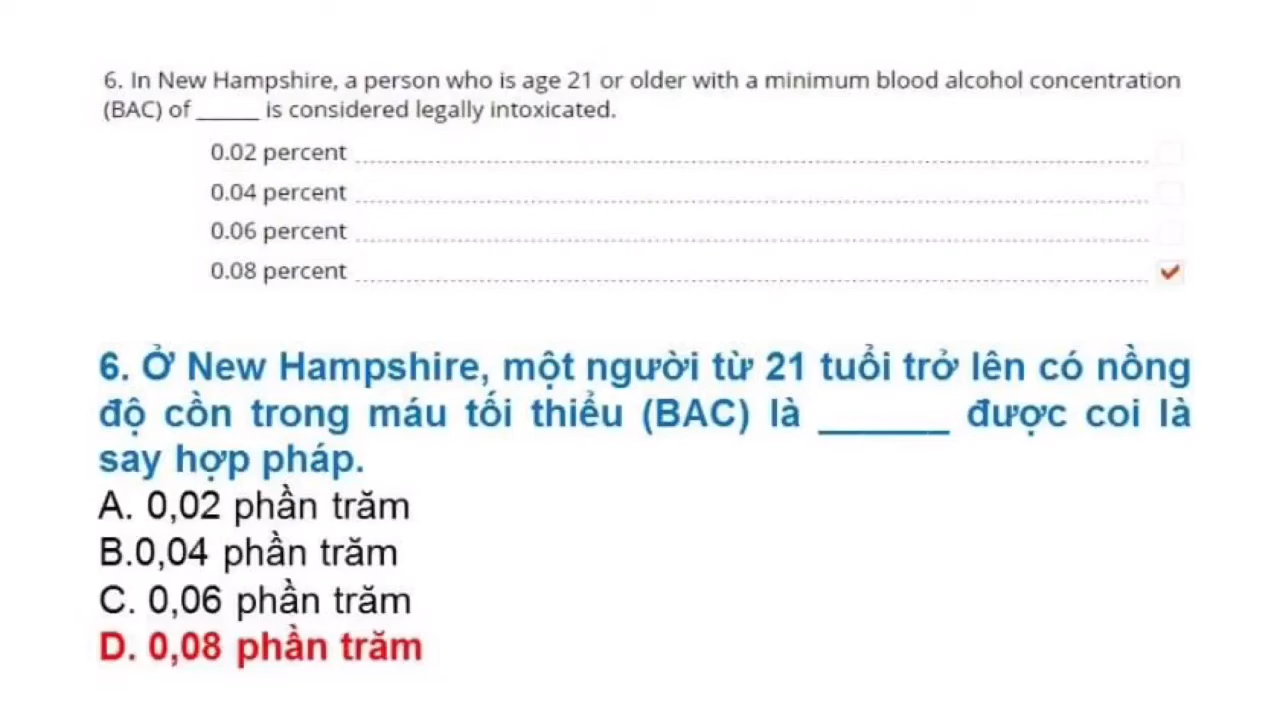 6. In New Hampshire, a person who is age 21 or older with a minimum blood alcohol concentration
(BAC) of _____ is considered legally intoxicated.
0.02 percent
0.04 percent
0.06 percent
0.08 percent
6. Ở New Hampshire, một người từ 21 tuổi trở lên có nồng
độ cồn trong máu tối thiểu (BAC) là ______ được coi là
say hợp pháp.
A. 0,02 phần trăm
B.0,04 phần trăm
C. 0,06 phần trăm
D. 0,08 phần trăm